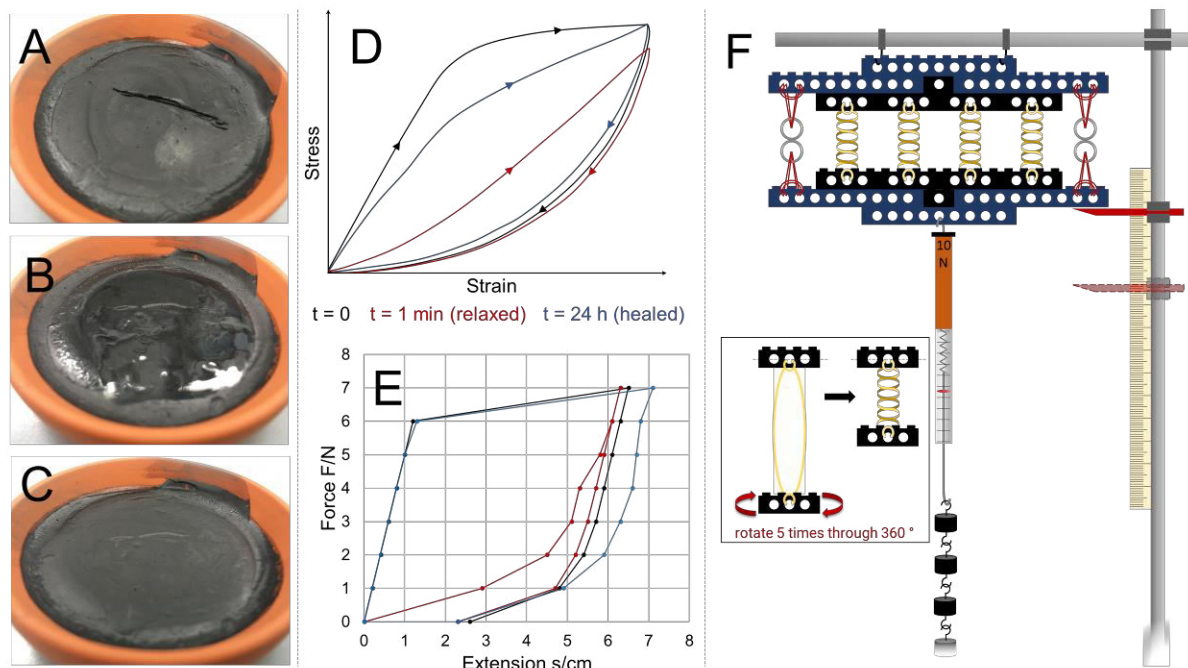 A
B
C
D
Stress
Strain
t = 0 t = 1 min (relaxed) t = 24 h (healed)
E
Force F/N
8
7
6
5
4
3
2
1
0
0 1 2 3 4 5 6 7 8
Extension s/cm
F
10
N
rotate 5 times through 360 °